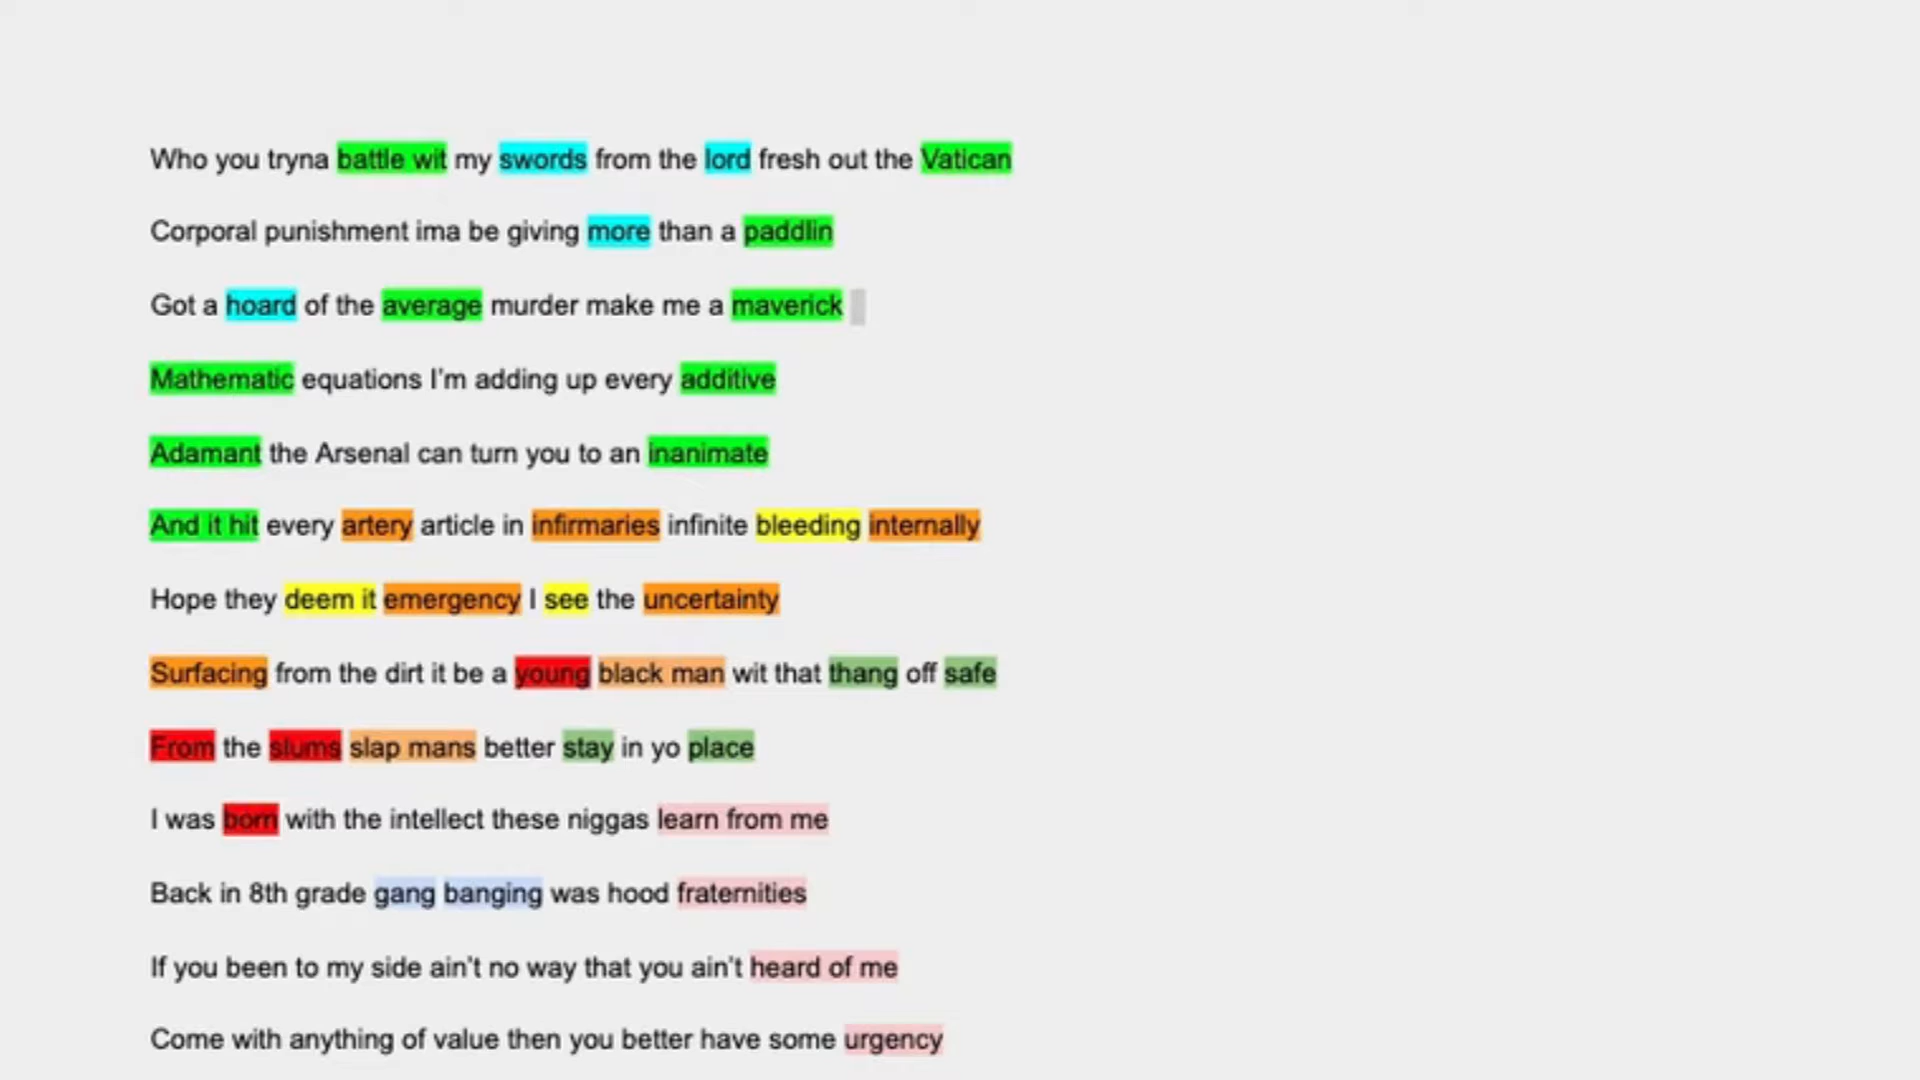 Who you tryna battle wit my swords from the lord fresh out the Vatican
Corporal punishment ima be giving more than a paddlin
Got a hoard of the average murder make me a maverick
Mathematic equations I'm adding up every additive
Adamant the Arsenal can turn you to an inanimate
And it hit every artery article in infirmaries infinite bleeding internally
Hope they deem it emergency I see the uncertainty
Surfacing from the dirt it be a young black man wit that thang off safe
From the slums slap mans better stay in yo place
I was born with the intellect these niggas learn from me
Back in 8th grade gang banging was hood fraternities
If you been to my side ain't no way that you ain't heard of me
Come with anything of value then you better have some urgency